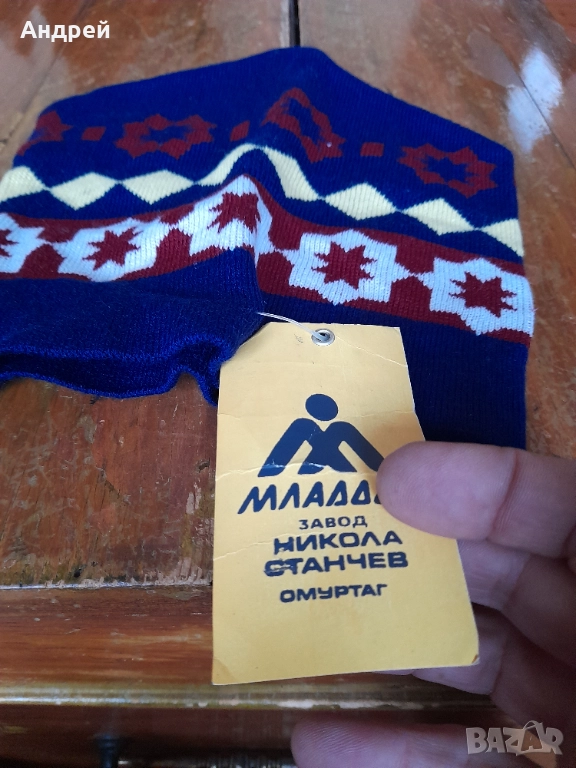 Андрей
ЗАВОД
НИКОЛА
СТАНЧЕВ
ОМУРТАГ
BAZAR